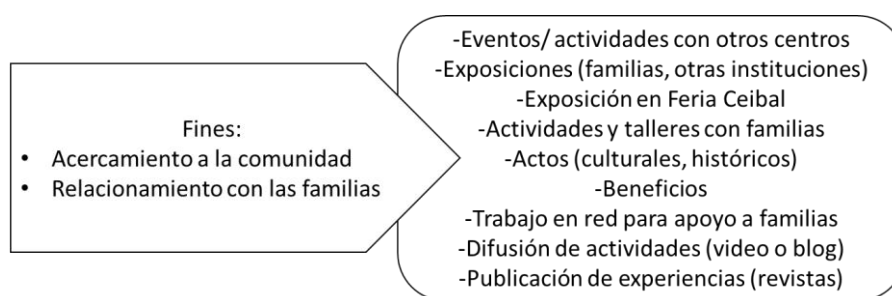 Fines:
• Acercamiento a la comunidad
• Relacionamiento con las familias
-Eventos/ actividades con otros centros
-Exposiciones (familias, otras instituciones)
-Exposición en Feria Ceibal
-Actividades y talleres con familias
-Actos (culturales, históricos)
-Beneficios
-Trabajo en red para apoyo a familias
-Difusión de actividades (video o blog)
-Publicación de experiencias (revistas)